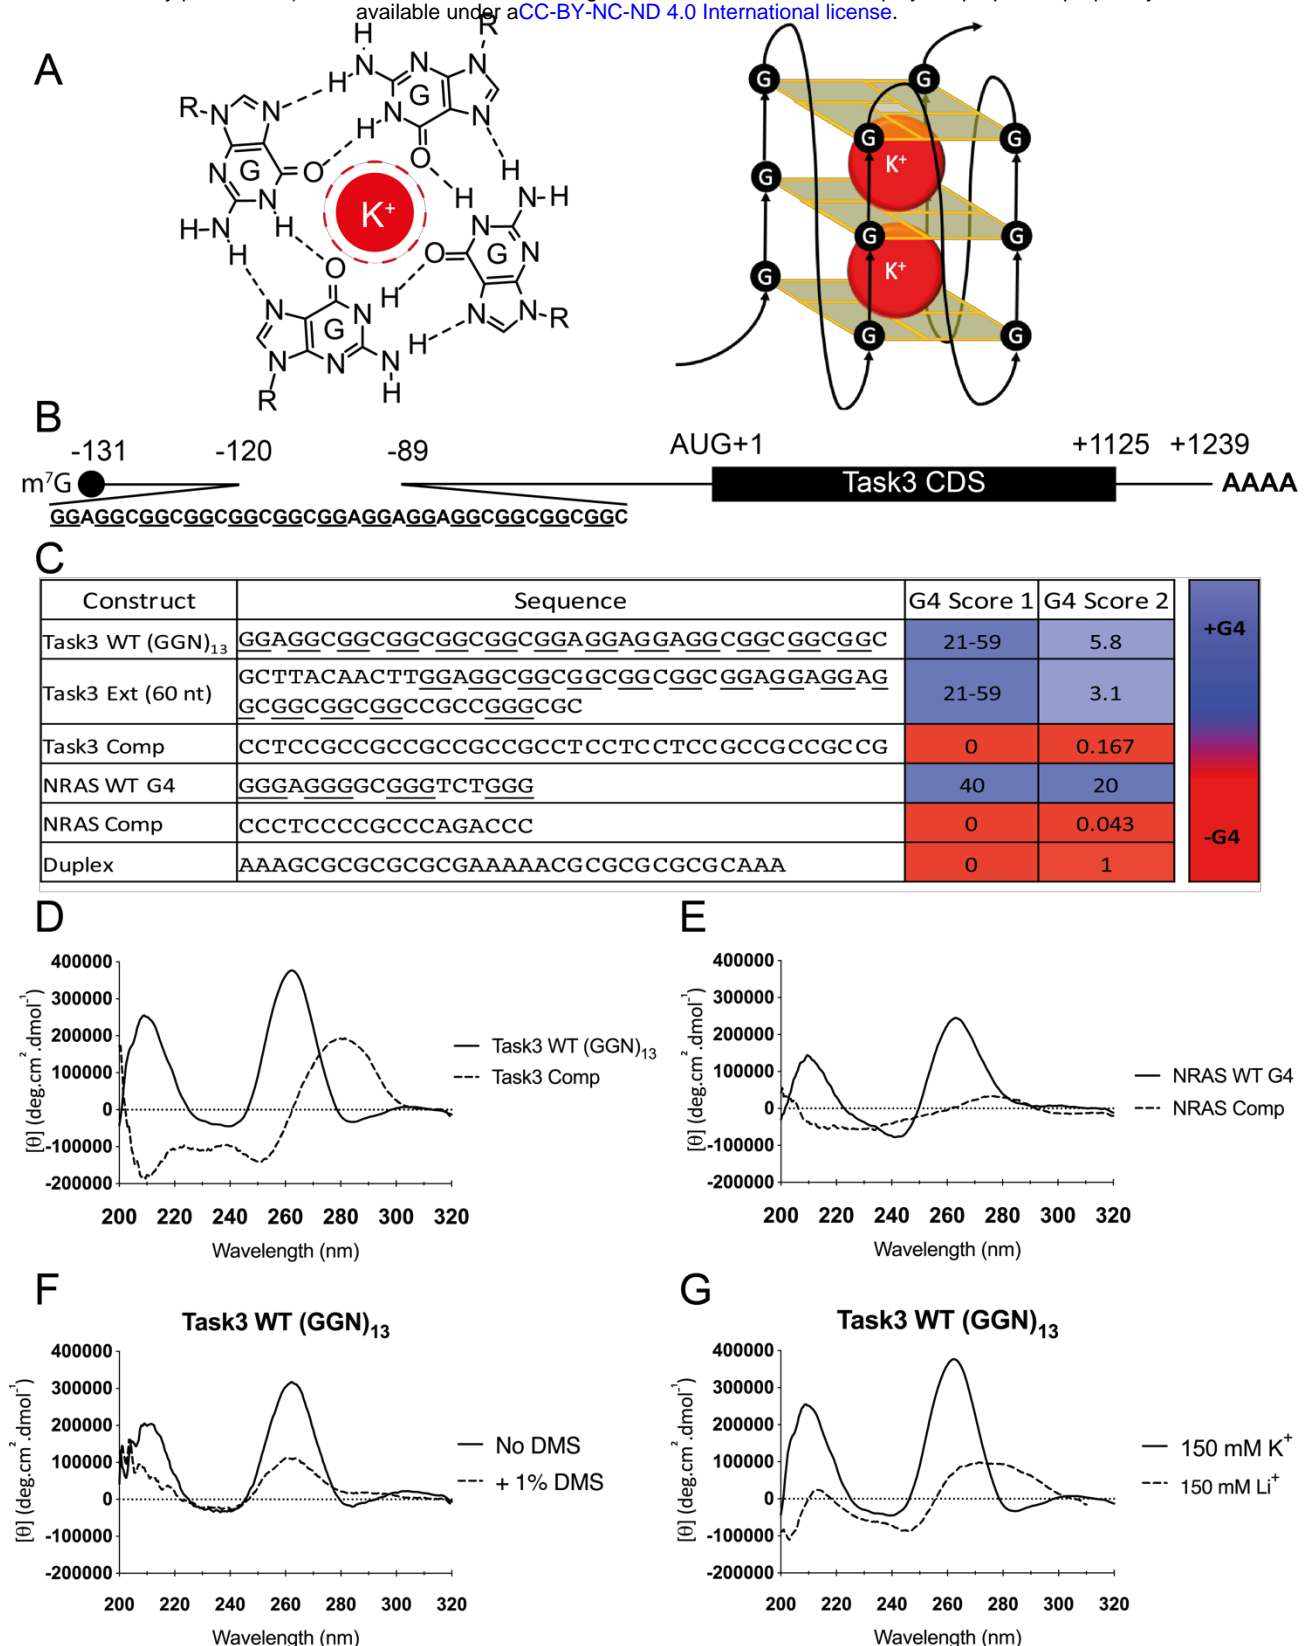 available under aCC-BY-NC-ND 4.0 International license.
A
R
H
N
N
N
H
N
G
N
R
N
N
H
N
H
O
O
H
N
G
N
H
K⁺
H
N
H
H
N
G
N
H
N
H
O
O
N
G
N
H
N
R
N
N
H
N
H
R
G
G
G
G
G
G
G
G
G
G
K⁺
K⁺
B
-131
-120
-89
AUG+1
+1125
+1239
m⁷G
Task3 CDS
AAAA
GGAGGCGGCGGCGGCGGCGGAGGAGGAGGCGGCGGCGGC
C
Construct Sequence G4 Score 1 G4 Score 2
Task3 WT (GGN)₁₃ GGAGGCGGCGGCGGCGGCGGAGGAGGAGGCGGCGGCGGC 21-59 5.8
Task3 Ext (60 nt) GCTTACAACTTGGAGGCGGCGGCGGCGGCGGAGGAGGAG 21-59 3.1
GCGGCGGCGGCCGCCGGGCGC
Task3 Comp CCTCCGCCGCCGCCGCCGCCTCCTCCTCCGCCGCCGCCG 0 0.167
NRAS WT G4 GGGAGGGGCGGGTCTGGG 40 20
NRAS Comp CCCTCCCCGCCCAGACCC 0 0.043
Duplex AAAGCGCGCGCGCGAAAAACGCGCGCGCGCAAA 0 1
+G4
-G4
D
[θ] (deg.cm².dmol⁻¹)
400000
300000
200000
100000
0
-100000
-200000
200 220 240 260 280 300 320
Wavelength (nm)
Task3 WT (GGN)₁₃
Task3 Comp
E
[θ] (deg.cm².dmol⁻¹)
400000
300000
200000
100000
0
-100000
-200000
200 220 240 260 280 300 320
Wavelength (nm)
NRAS WT G4
NRAS Comp
F
Task3 WT (GGN)₁₃
[θ] (deg.cm².dmol⁻¹)
400000
300000
200000
100000
0
-100000
-200000
200 220 240 260 280 300 320
Wavelength (nm)
No DMS
+ 1% DMS
G
Task3 WT (GGN)₁₃
[θ] (deg.cm².dmol⁻¹)
400000
300000
200000
100000
0
-100000
-200000
200 220 240 260 280 300 320
Wavelength (nm)
150 mM K⁺
150 mM Li⁺